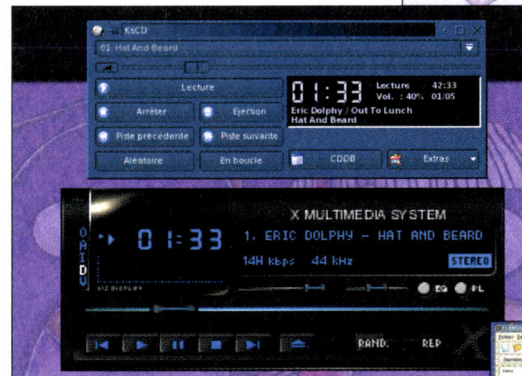 KsCD
01. Hat And Beard
Lecture
Arrêter
Ejection
Piste précédente
Piste suivante
Aléatoire
En boucle
01:33
Lecture 42:33
Vol. : 40% 01:05
Eric Dolphy / Out To Lunch
Hat And Beard
CDDB
Extras
X MULTIMEDIA SYSTEM
O
A
I
D
V
01:33
1. ERIC DOLPHY - HAT AND BEARD
14H kbps 44 kHz
STEREO
EQ PL
RAND. REP